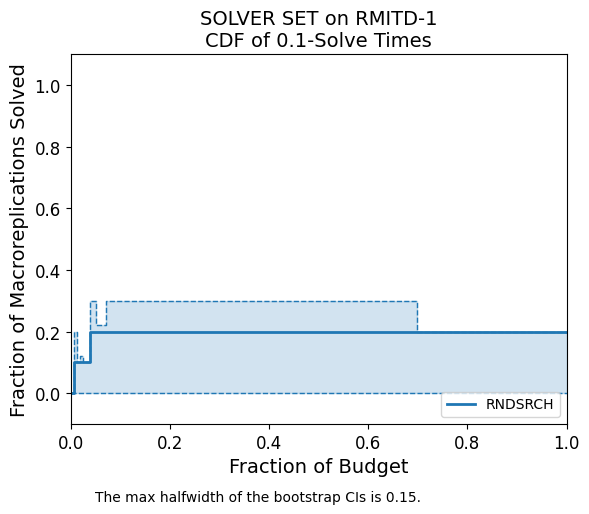 SOLVER SET on RMITD-1
CDF of 0.1-Solve Times
Fraction of Macroreplications Solved
1.0
0.8
0.6
0.4
0.2
0.0
RNDSRCH
0.0 0.2 0.4 0.6 0.8 1.0
Fraction of Budget
The max halfwidth of the bootstrap CIs is 0.15.